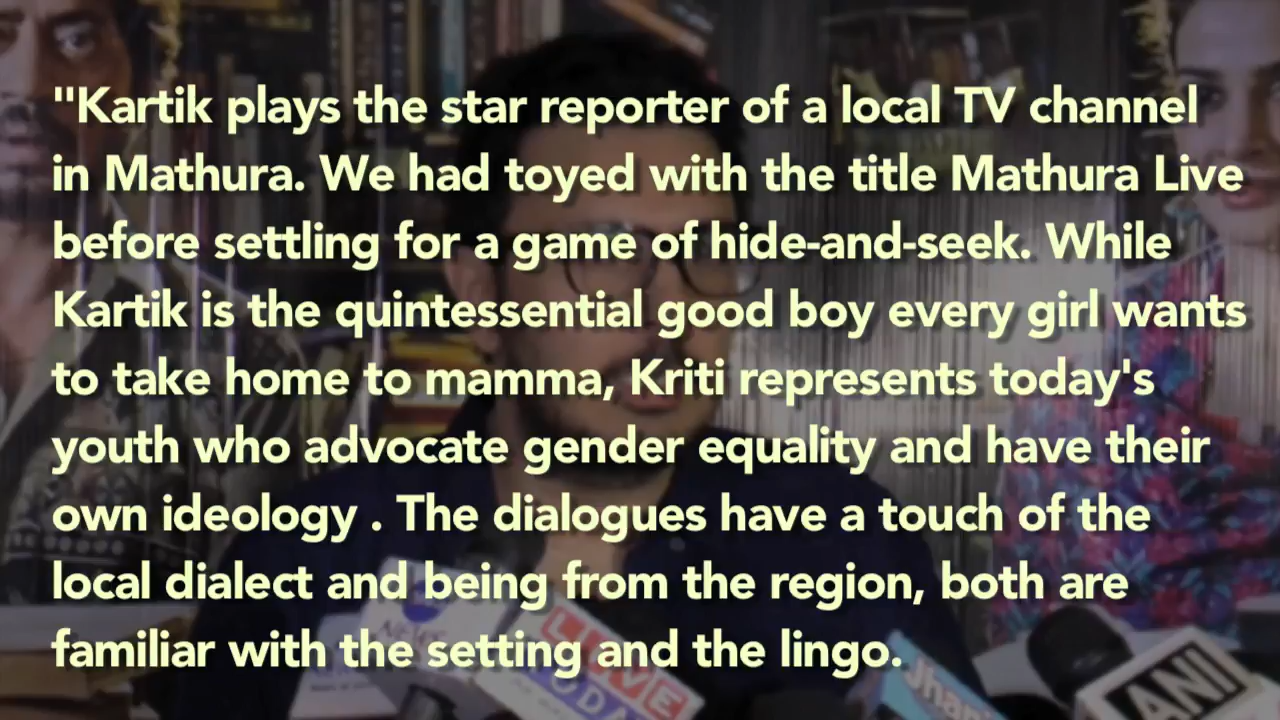 "Kartik plays the star reporter of a local TV channel
in Mathura. We had toyed with the title Mathura Live
before settling for a game of hide-and-seek. While
Kartik is the quintessential good boy every girl wants
to take home to mamma, Kriti represents today's
youth who advocate gender equality and have their
own ideology . The dialogues have a touch of the
local dialect and being from the region, both are
familiar with the setting and the lingo.
LIVE
ANI